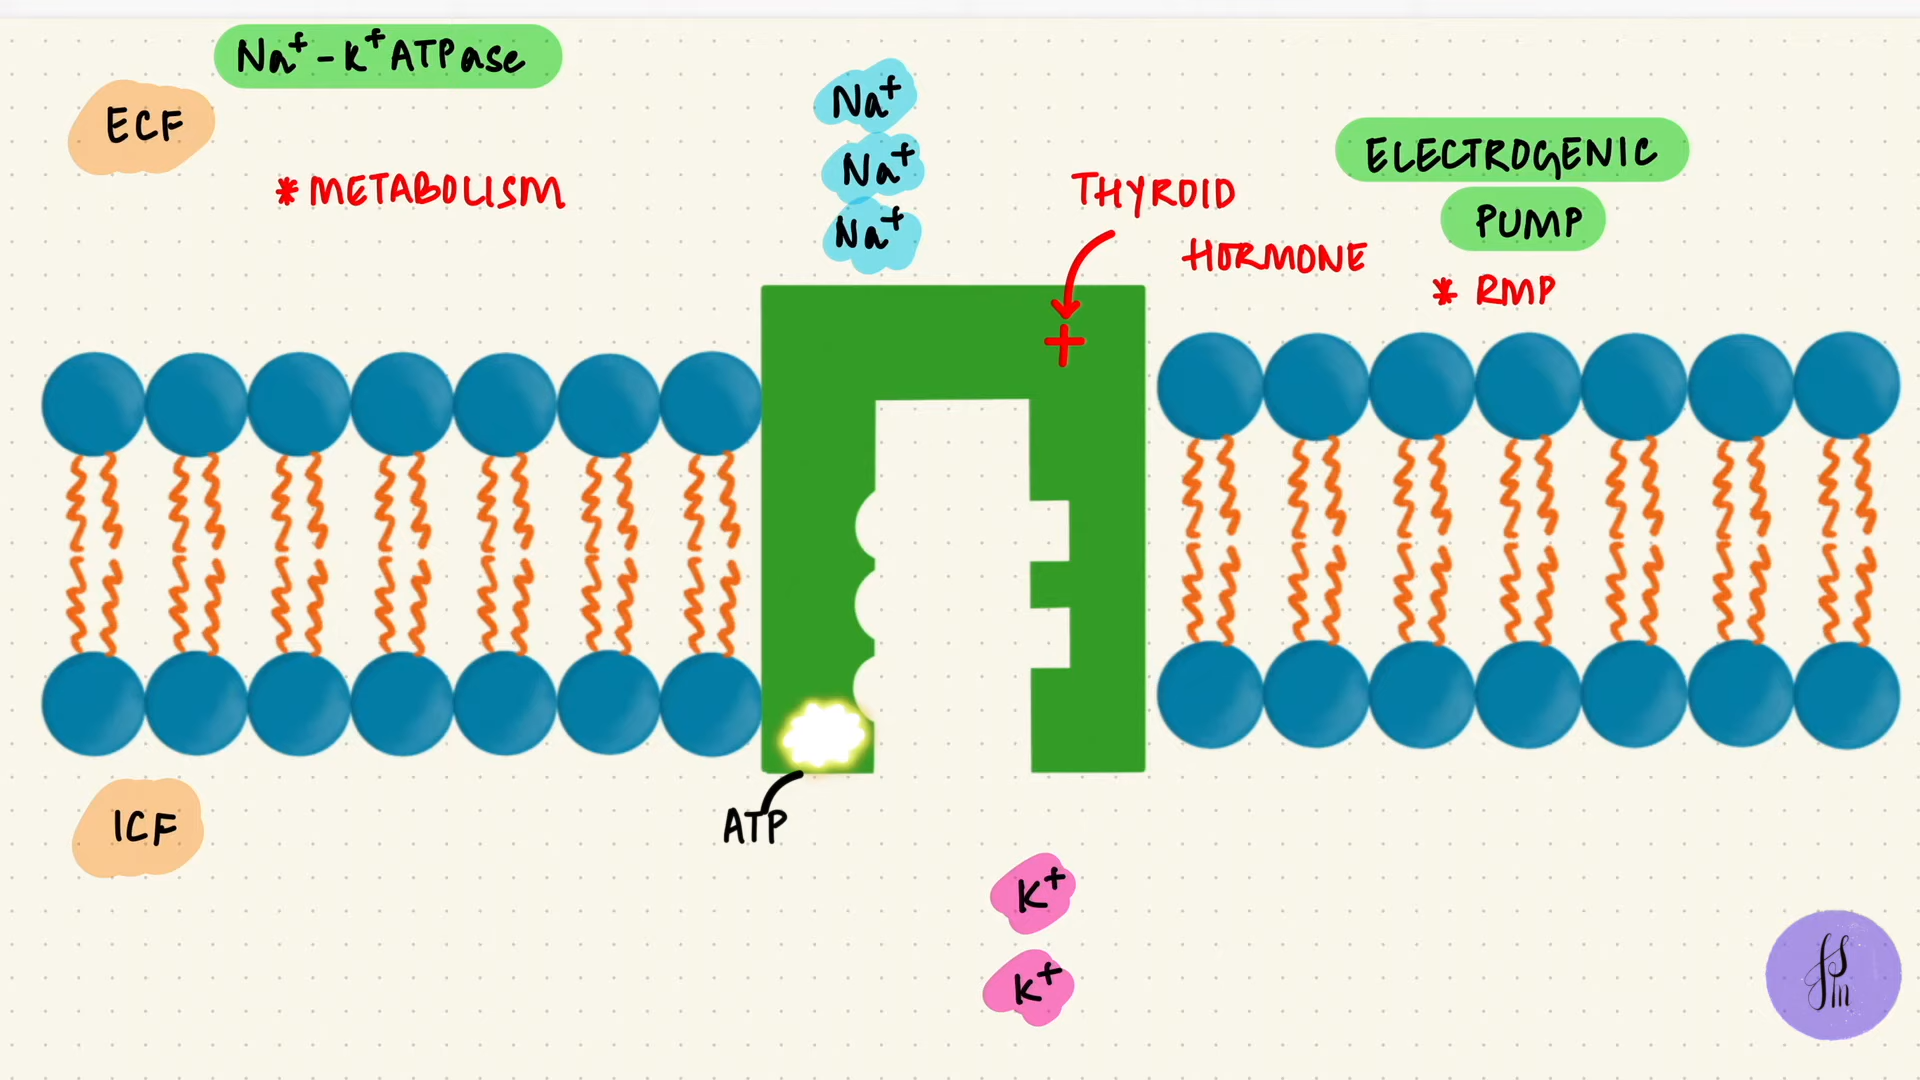 Na+ - K+ ATPase
ECF
* METABOLISM
Na+
Na+
Na+
THYROID
HORMONE
+
ELECTROGENIC
PUMP
* RMP
ICF
ATP
K+
K+